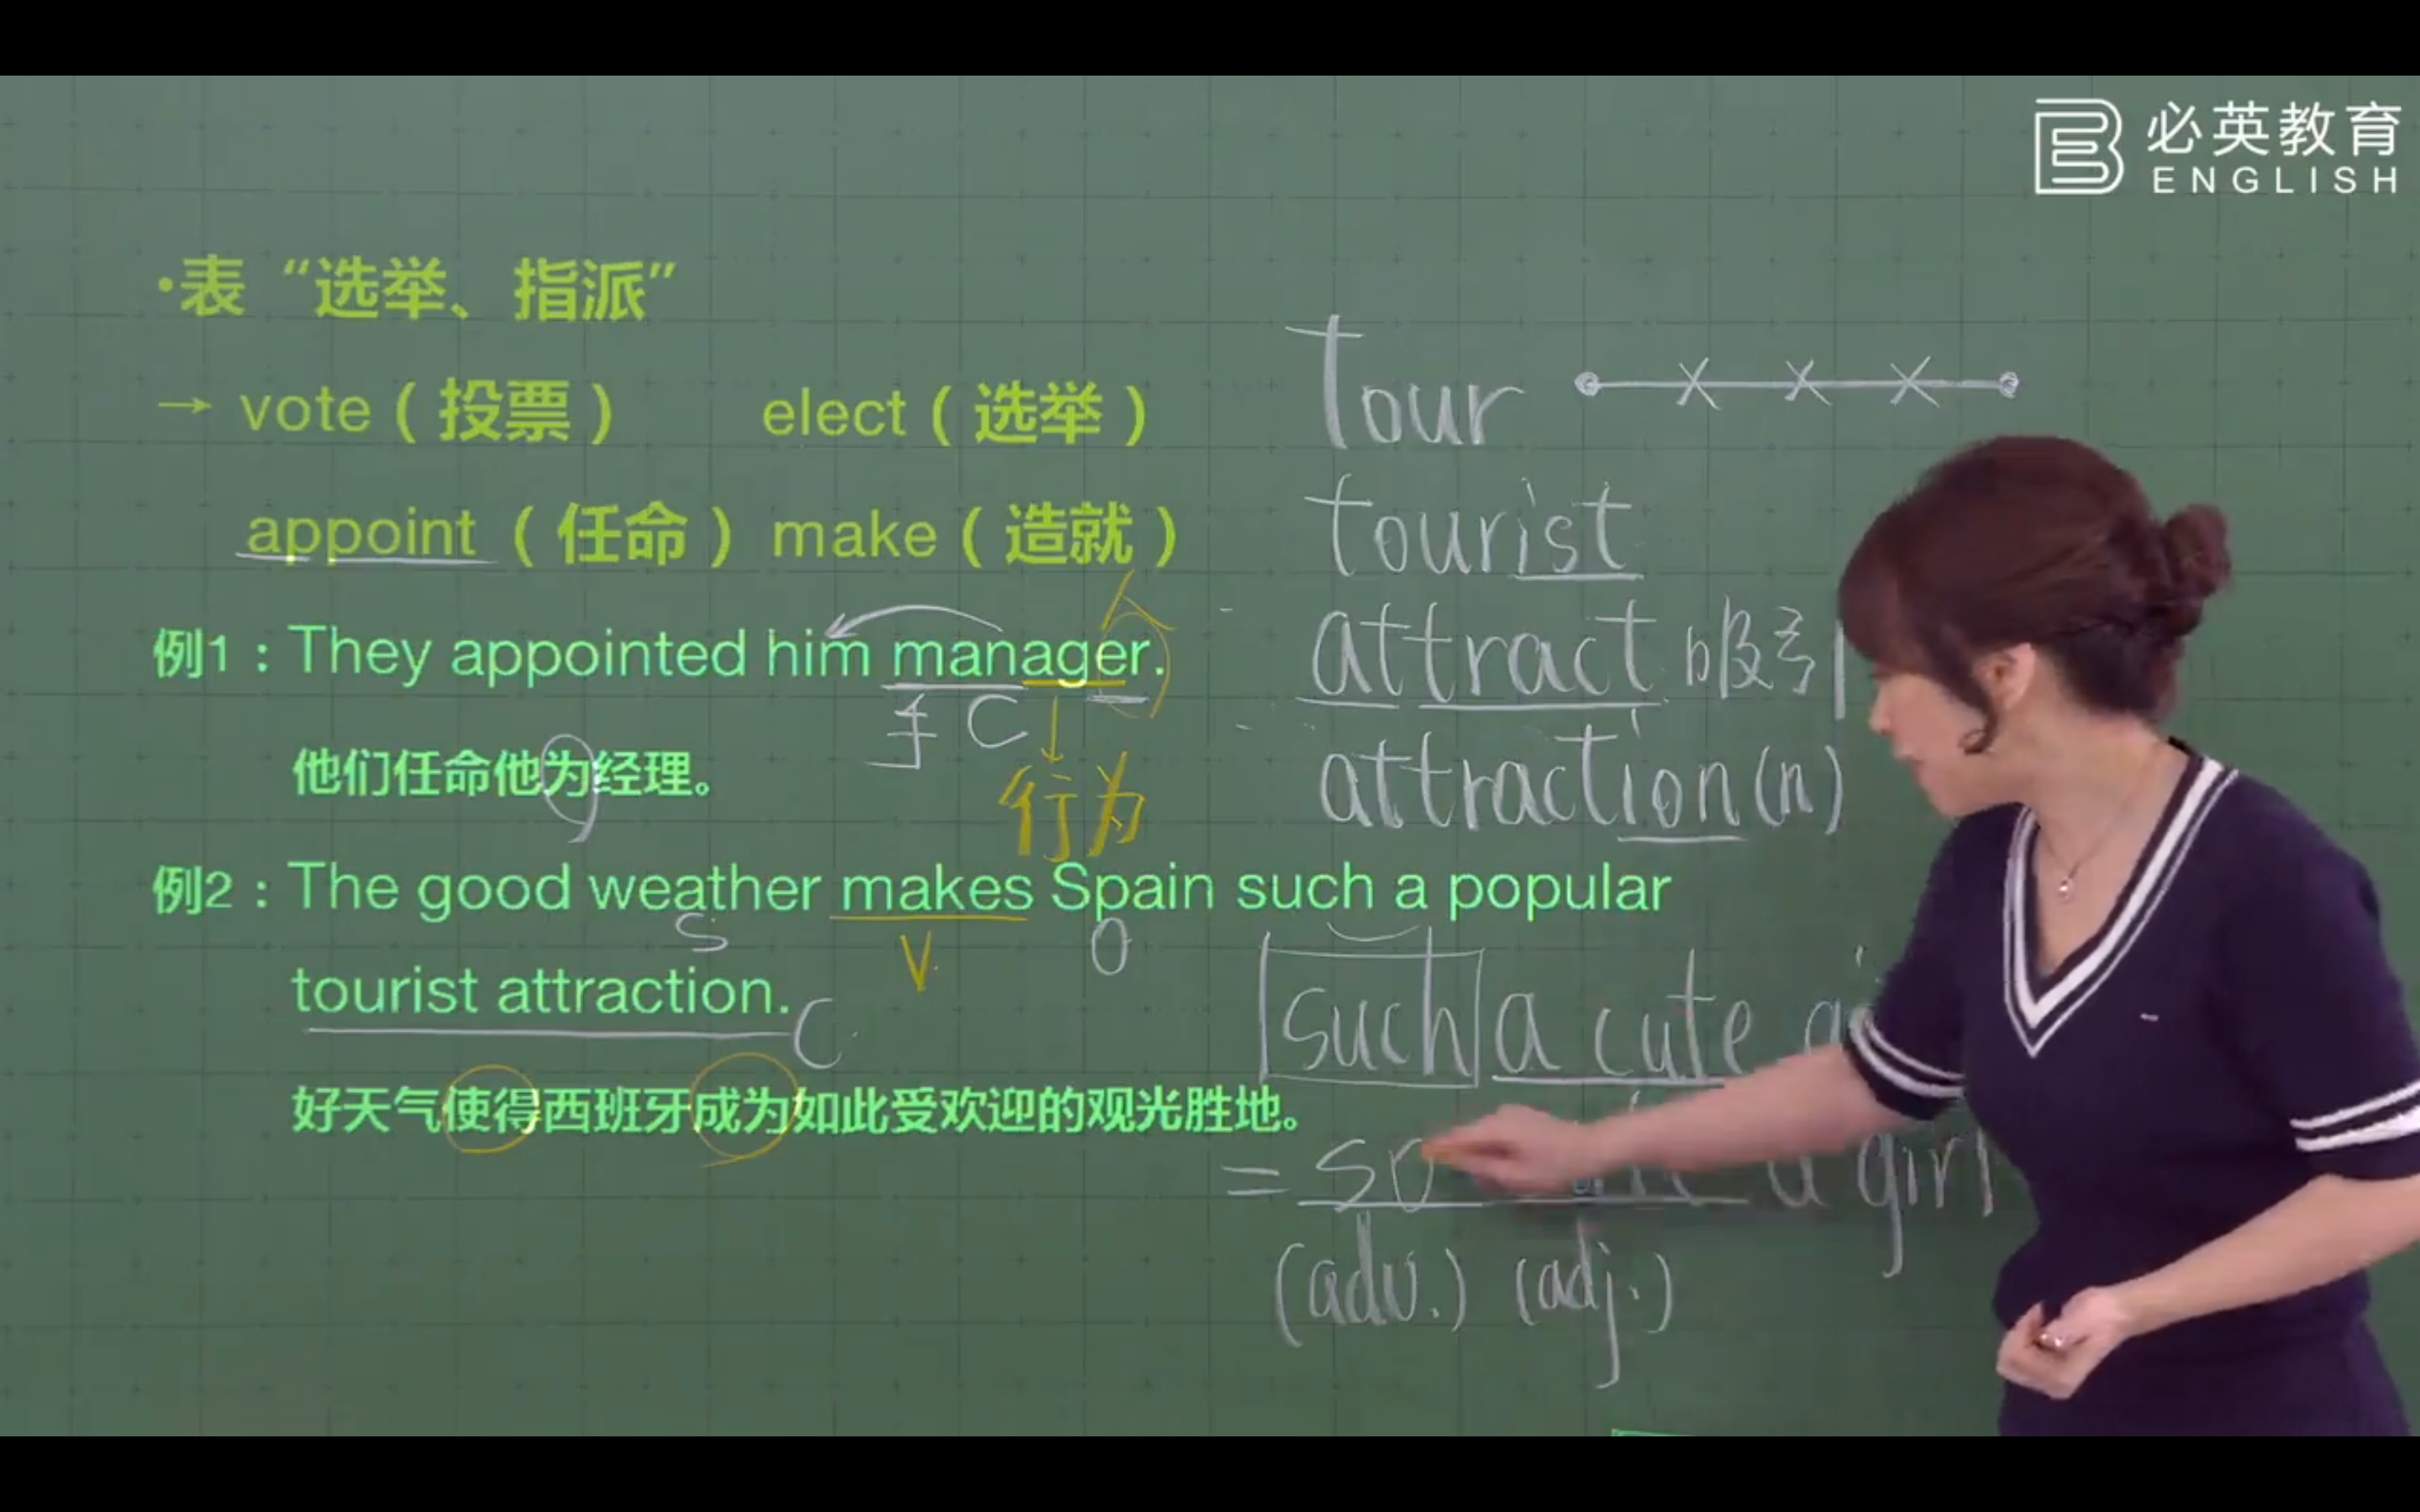 必英教育
ENGLISH
•表“选举、指派”
→ vote（投票） elect（选举）
appoint（任命）make（造就）
例1：They appointed him manager.
人
手 C
行为
他们任命他为经理。
例2：The good weather makes Spain such a popular
S V. O
tourist attraction.
C
好天气使得西班牙成为如此受欢迎的观光胜地。
Tour
tourist
attract 吸引
attraction (n)
such a cute
= so a girl
(adv.) (adj.)